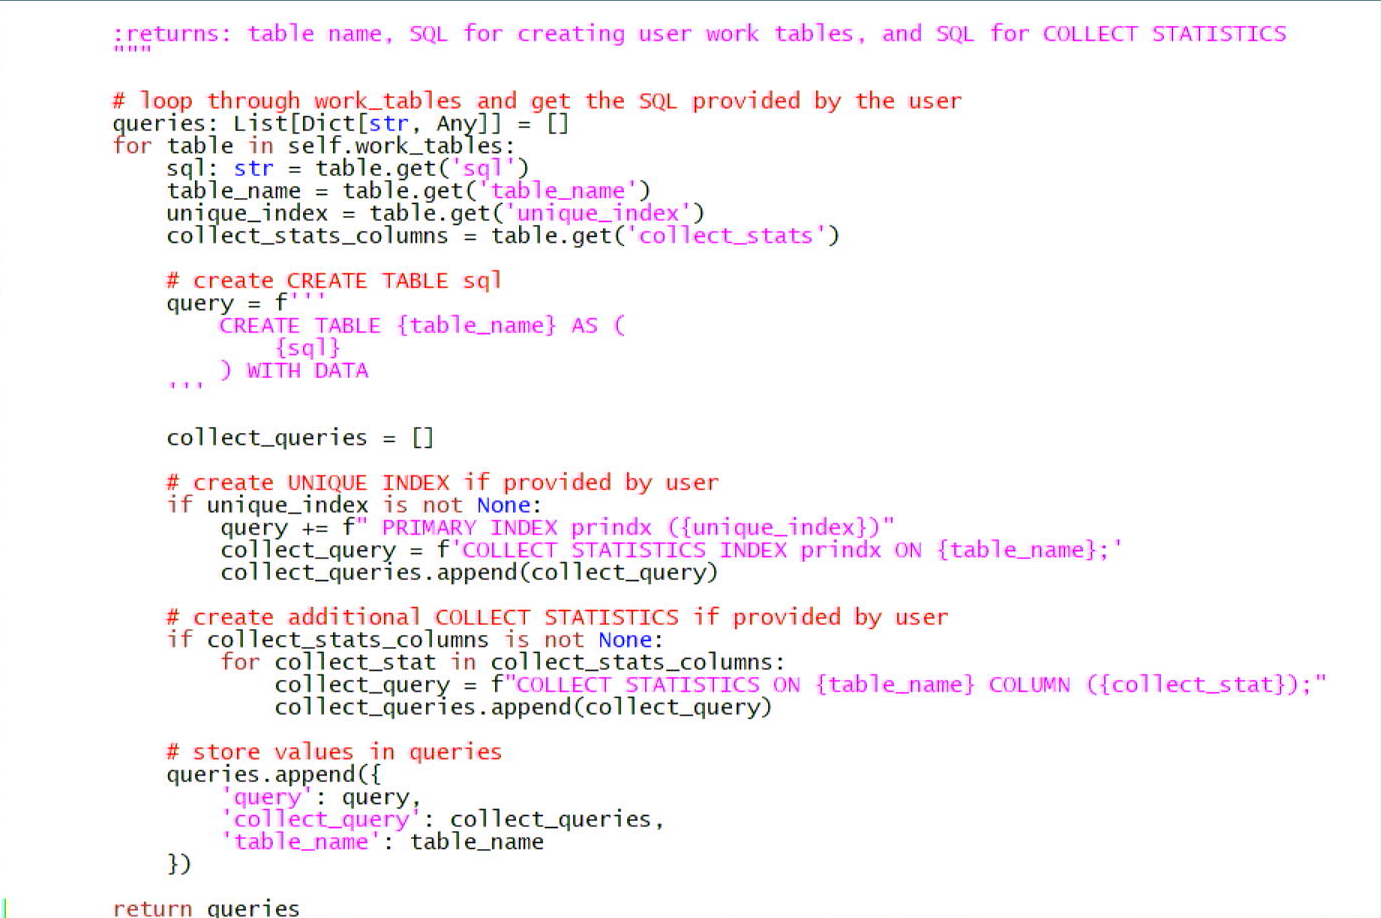 :returns: table name, SQL for creating user work tables, and SQL for COLLECT STATISTICS
"""
# loop through work_tables and get the SQL provided by the user
queries: List[Dict[str, Any]] = []
for table in self.work_tables:
    sql: str = table.get('sql')
    table_name = table.get('table_name')
    unique_index = table.get('unique_index')
    collect_stats_columns = table.get('collect_stats')
    # create CREATE TABLE sql
    query = f'''
        CREATE TABLE {table_name} AS (
            {sql}
        ) WITH DATA
    '''
    collect_queries = []
    # create UNIQUE INDEX if provided by user
    if unique_index is not None:
        query += f" PRIMARY INDEX prindx ({unique_index})"
        collect_query = f'COLLECT STATISTICS INDEX prindx ON {table_name};'
        collect_queries.append(collect_query)
    # create additional COLLECT STATISTICS if provided by user
    if collect_stats_columns is not None:
        for collect_stat in collect_stats_columns:
            collect_query = f"COLLECT STATISTICS ON {table_name} COLUMN ({collect_stat});"
            collect_queries.append(collect_query)
    # store values in queries
    queries.append({
        'query': query,
        'collect_query': collect_queries,
        'table_name': table_name
    })
return queries